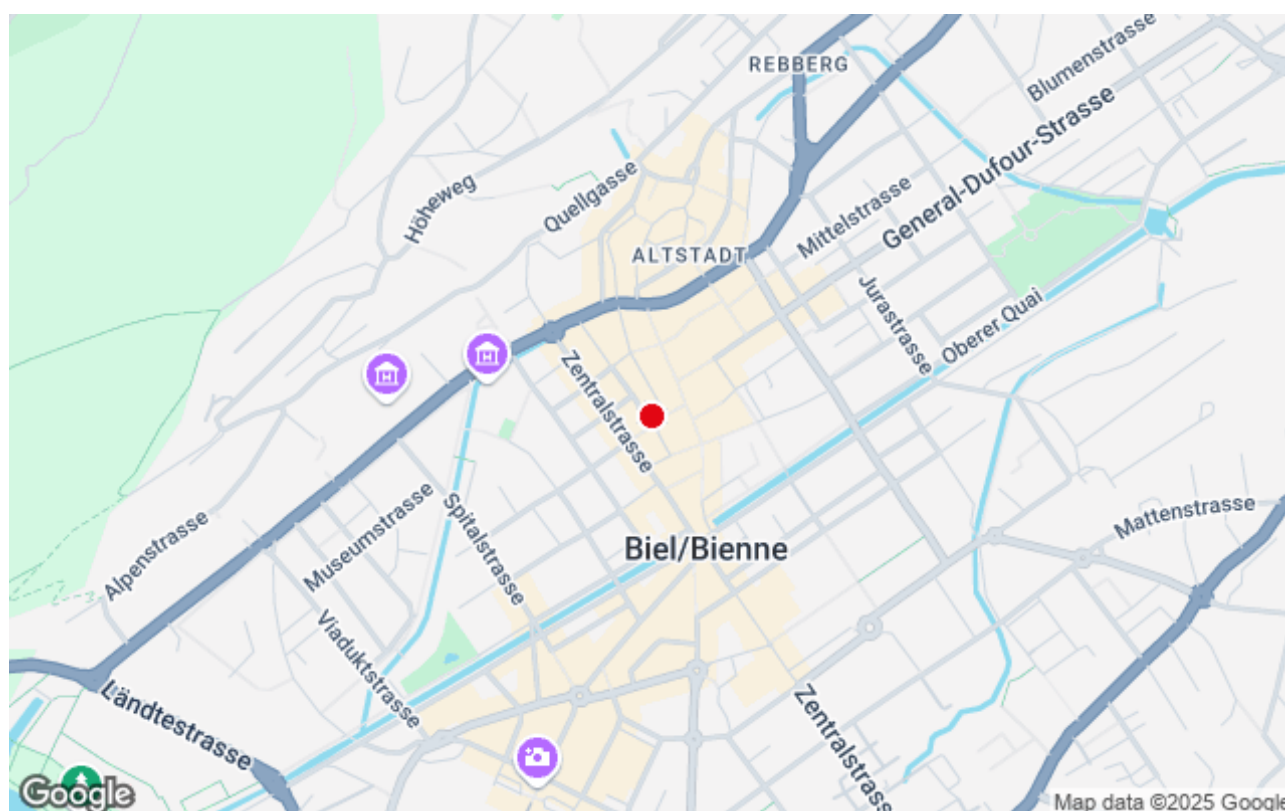 REBBERG
Blumenstrasse
General-Dufour-Strasse
Höheweg
Quellgasse
Mittelstrasse
ALTSTADT
Jurastrasse
Oberer Quai
Zentralstrasse
Spitalstrasse
Museumstrasse
Alpenstrasse
Mattenstrasse
Biel/Bienne
Viaduktstrasse
Ländtestrasse
Zentralstrasse
Google
Map data ©2025 Google